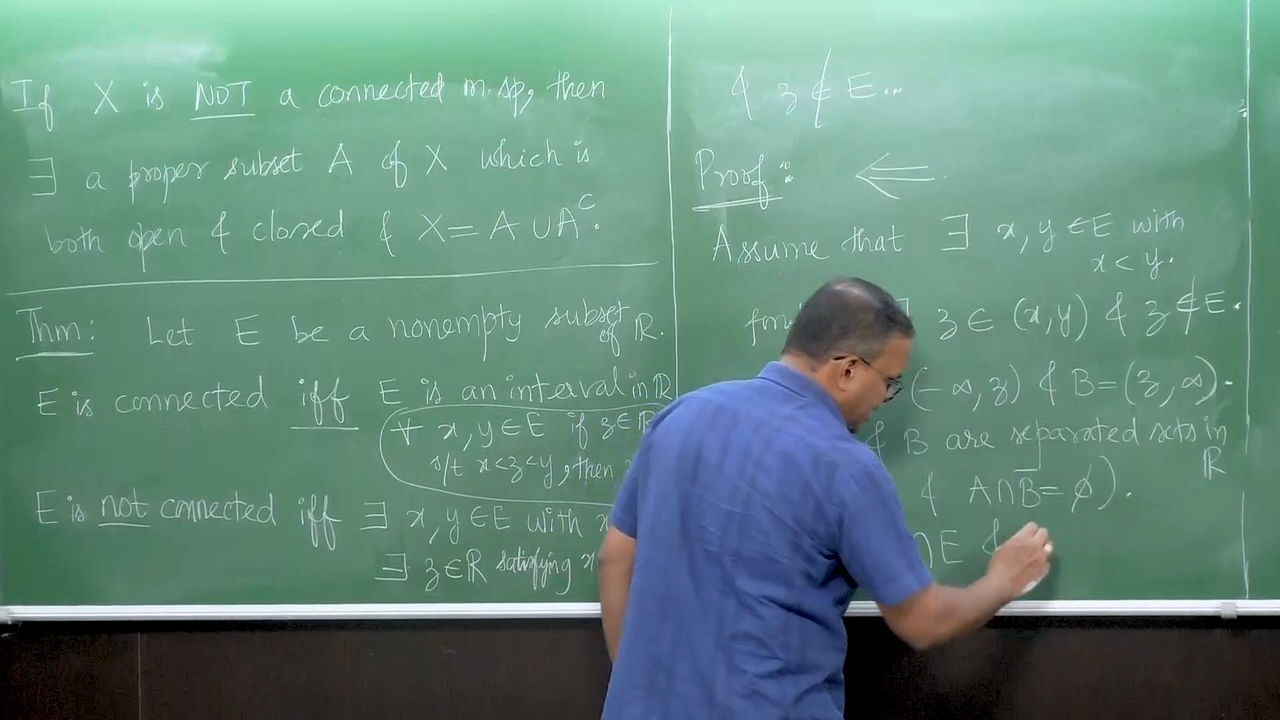 If X is NOT a connected m.sp, then
∃ a proper subset A of X which is
both open & closed & X = A ∪ Aᶜ.
Thm: Let E be a nonempty subset of ℝ.
E is connected iff E is an interval in ℝ
∀ x, y ∈ E if z ∈ ℝ
s/t x < z < y, then
E is not connected iff ∃ x, y ∈ E with x
∃ z ∈ ℝ satisfying x
& z ∉ E...
Proof: ⇐
Assume that ∃ x, y ∈ E with
x < y.
z ∈ (x, y) & z ∉ E.
(-∞, z) & B = (z, ∞).
& B are separated sets in ℝ
& A ∩ B̅ = ϕ).
∩ E &